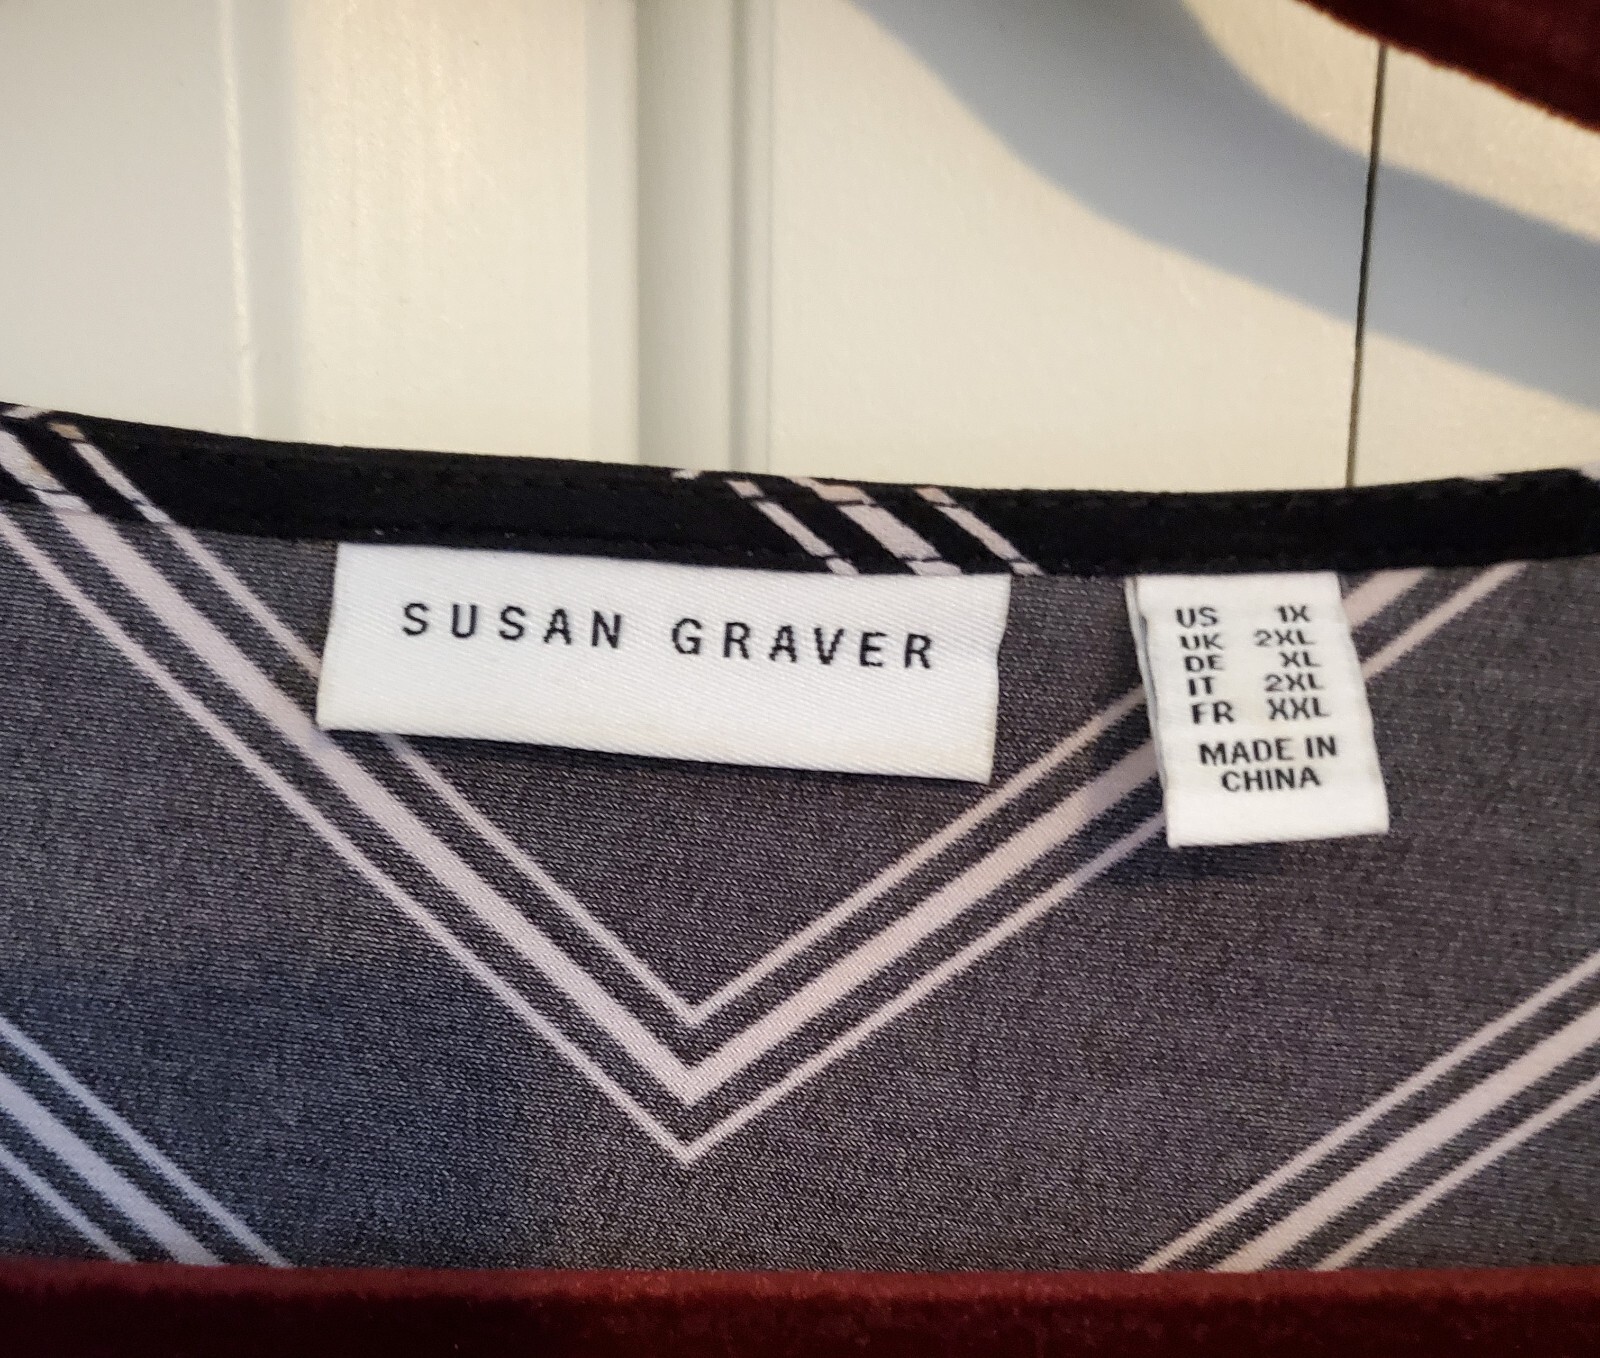 SUSAN GRAVER
US 1X
UK 2XL
DE XL
IT 2XL
FR XXL
MADE IN
CHINA